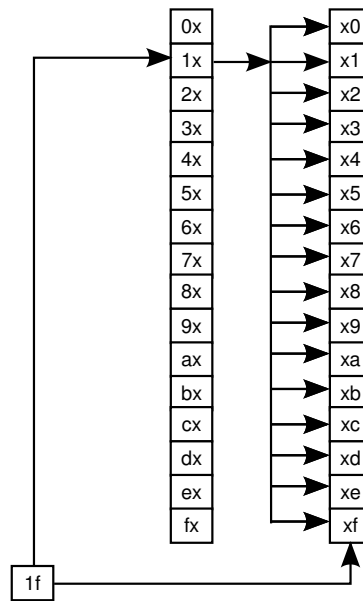 0x x0
1x x1
2x x2
3x x3
4x x4
5x x5
6x x6
7x x7
8x x8
9x x9
ax xa
bx xb
cx xc
dx xd
ex xe
fx xf
1f